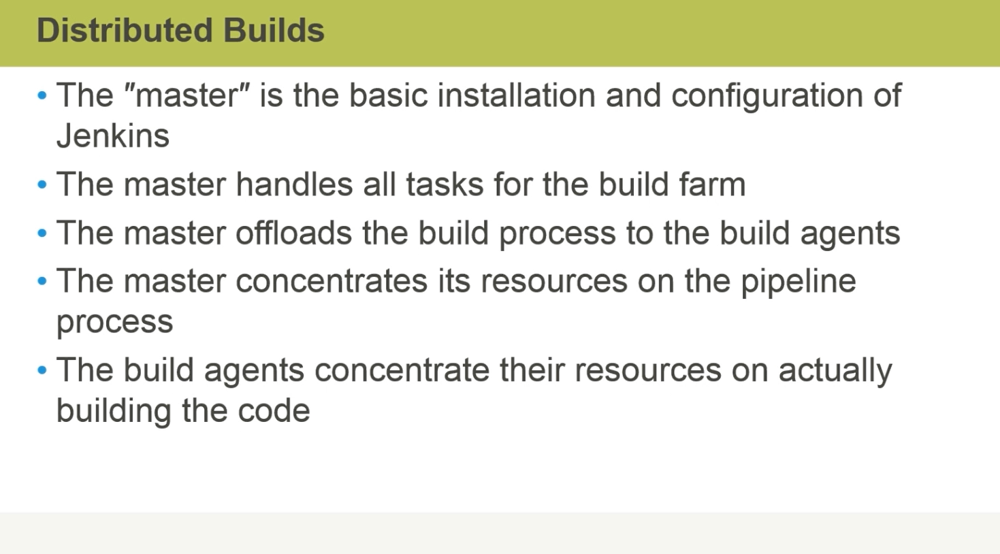 Distributed Builds
• The "master" is the basic installation and configuration of
Jenkins
• The master handles all tasks for the build farm
• The master offloads the build process to the build agents
• The master concentrates its resources on the pipeline
process
• The build agents concentrate their resources on actually
building the code